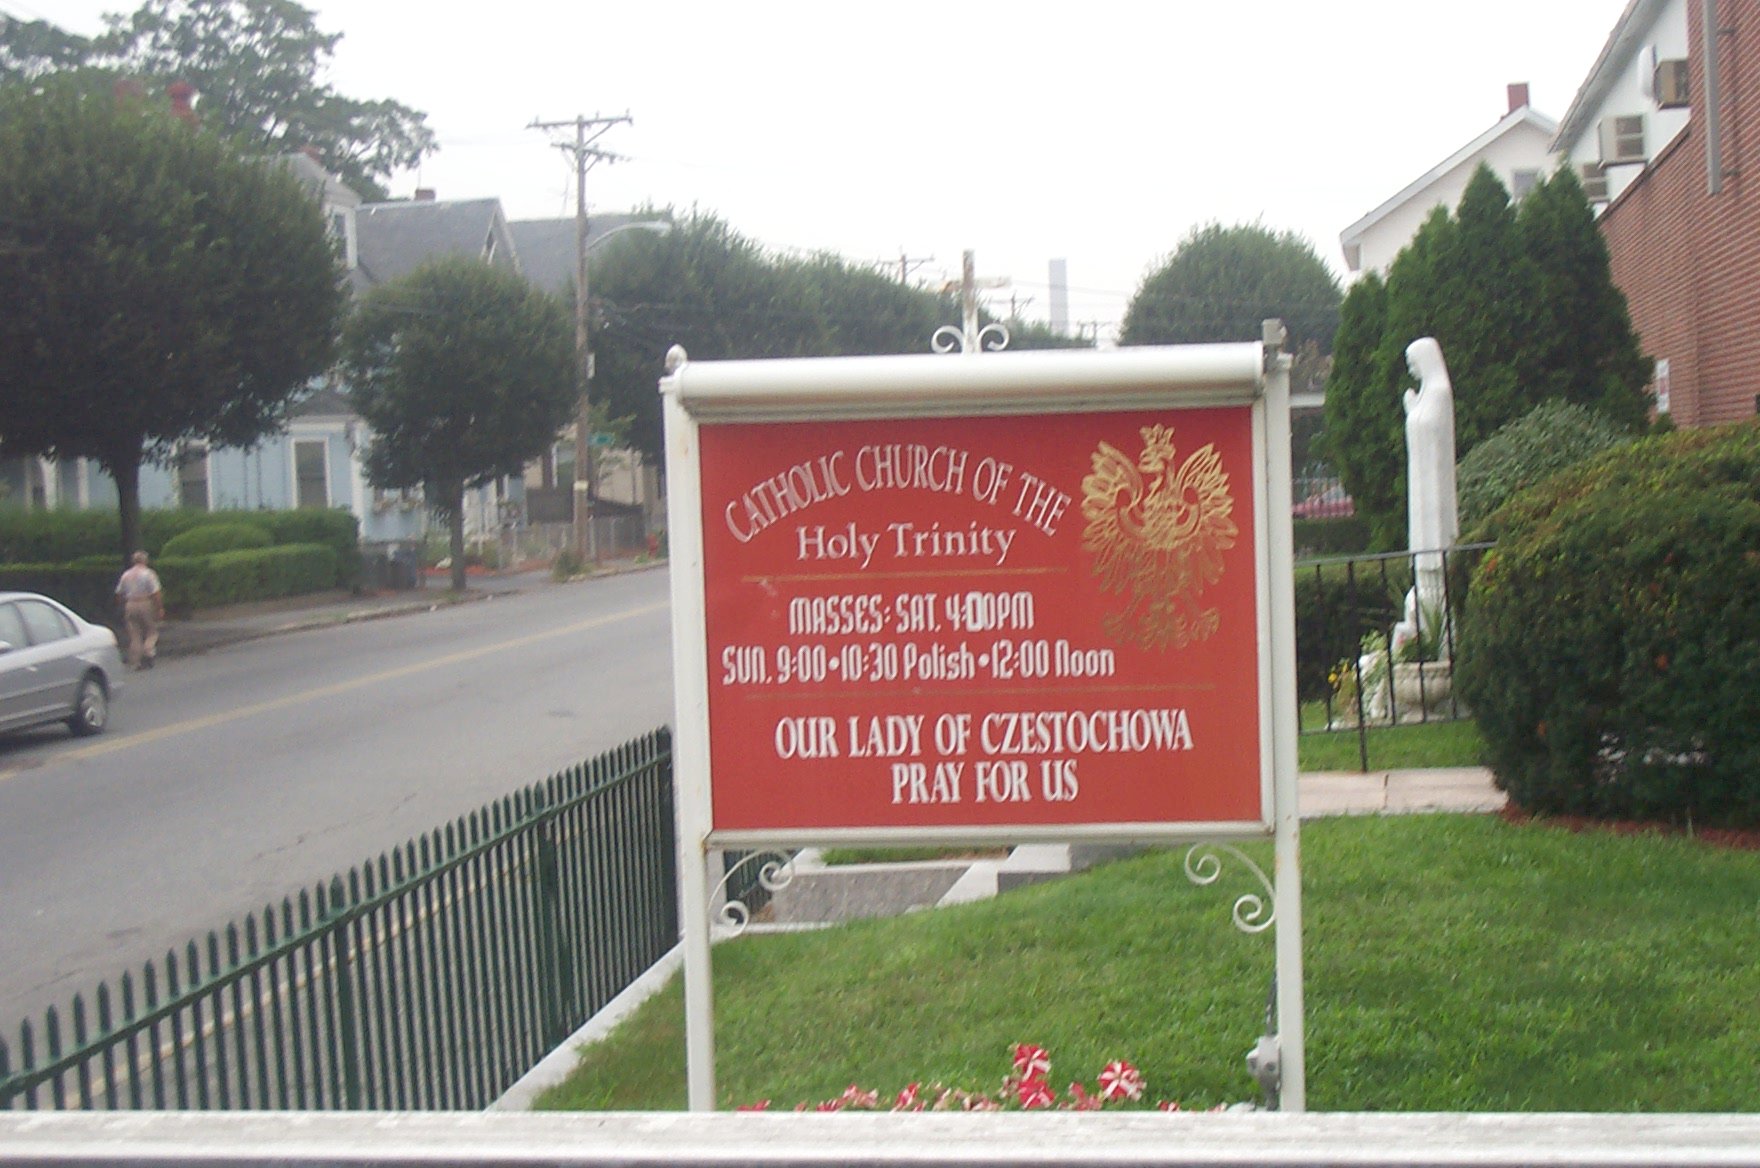 CATHOLIC CHURCH OF THE
Holy Trinity
MASSES: SAT. 4:00PM
SUN. 9:00•10:30 Polish•12:00 Noon
OUR LADY OF CZESTOCHOWA
PRAY FOR US